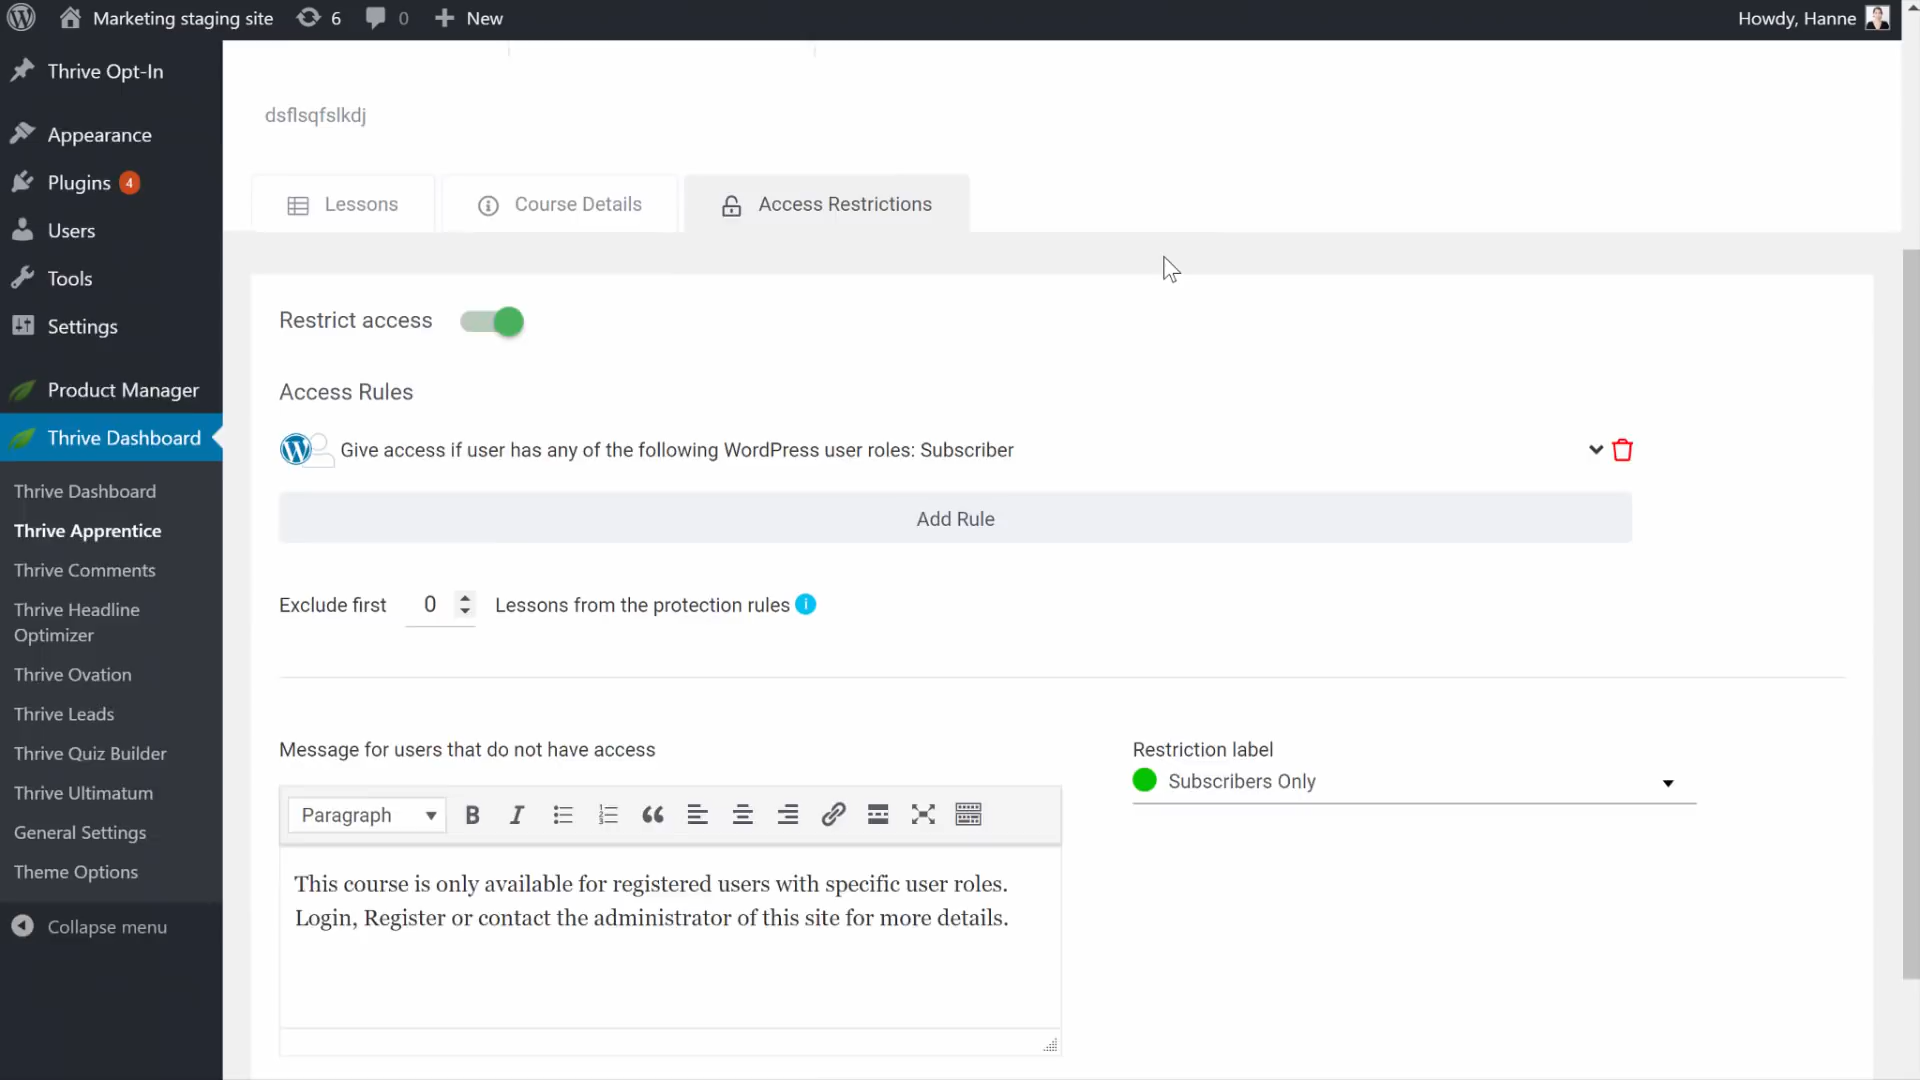 Marketing staging site 6 0 New Howdy, Hanne
Thrive Opt-In
Appearance
Plugins 4
Users
Tools
Settings
Product Manager
Thrive Dashboard
Thrive Dashboard
Thrive Apprentice
Thrive Comments
Thrive Headline
Optimizer
Thrive Ovation
Thrive Leads
Thrive Quiz Builder
Thrive Ultimatum
General Settings
Theme Options
Collapse menu
dsflsqfslkdj
Lessons Course Details Access Restrictions
Restrict access
Access Rules
Give access if user has any of the following WordPress user roles: Subscriber
Add Rule
Exclude first 0 Lessons from the protection rules
Message for users that do not have access
Paragraph
This course is only available for registered users with specific user roles.
Login, Register or contact the administrator of this site for more details.
Restriction label
Subscribers Only